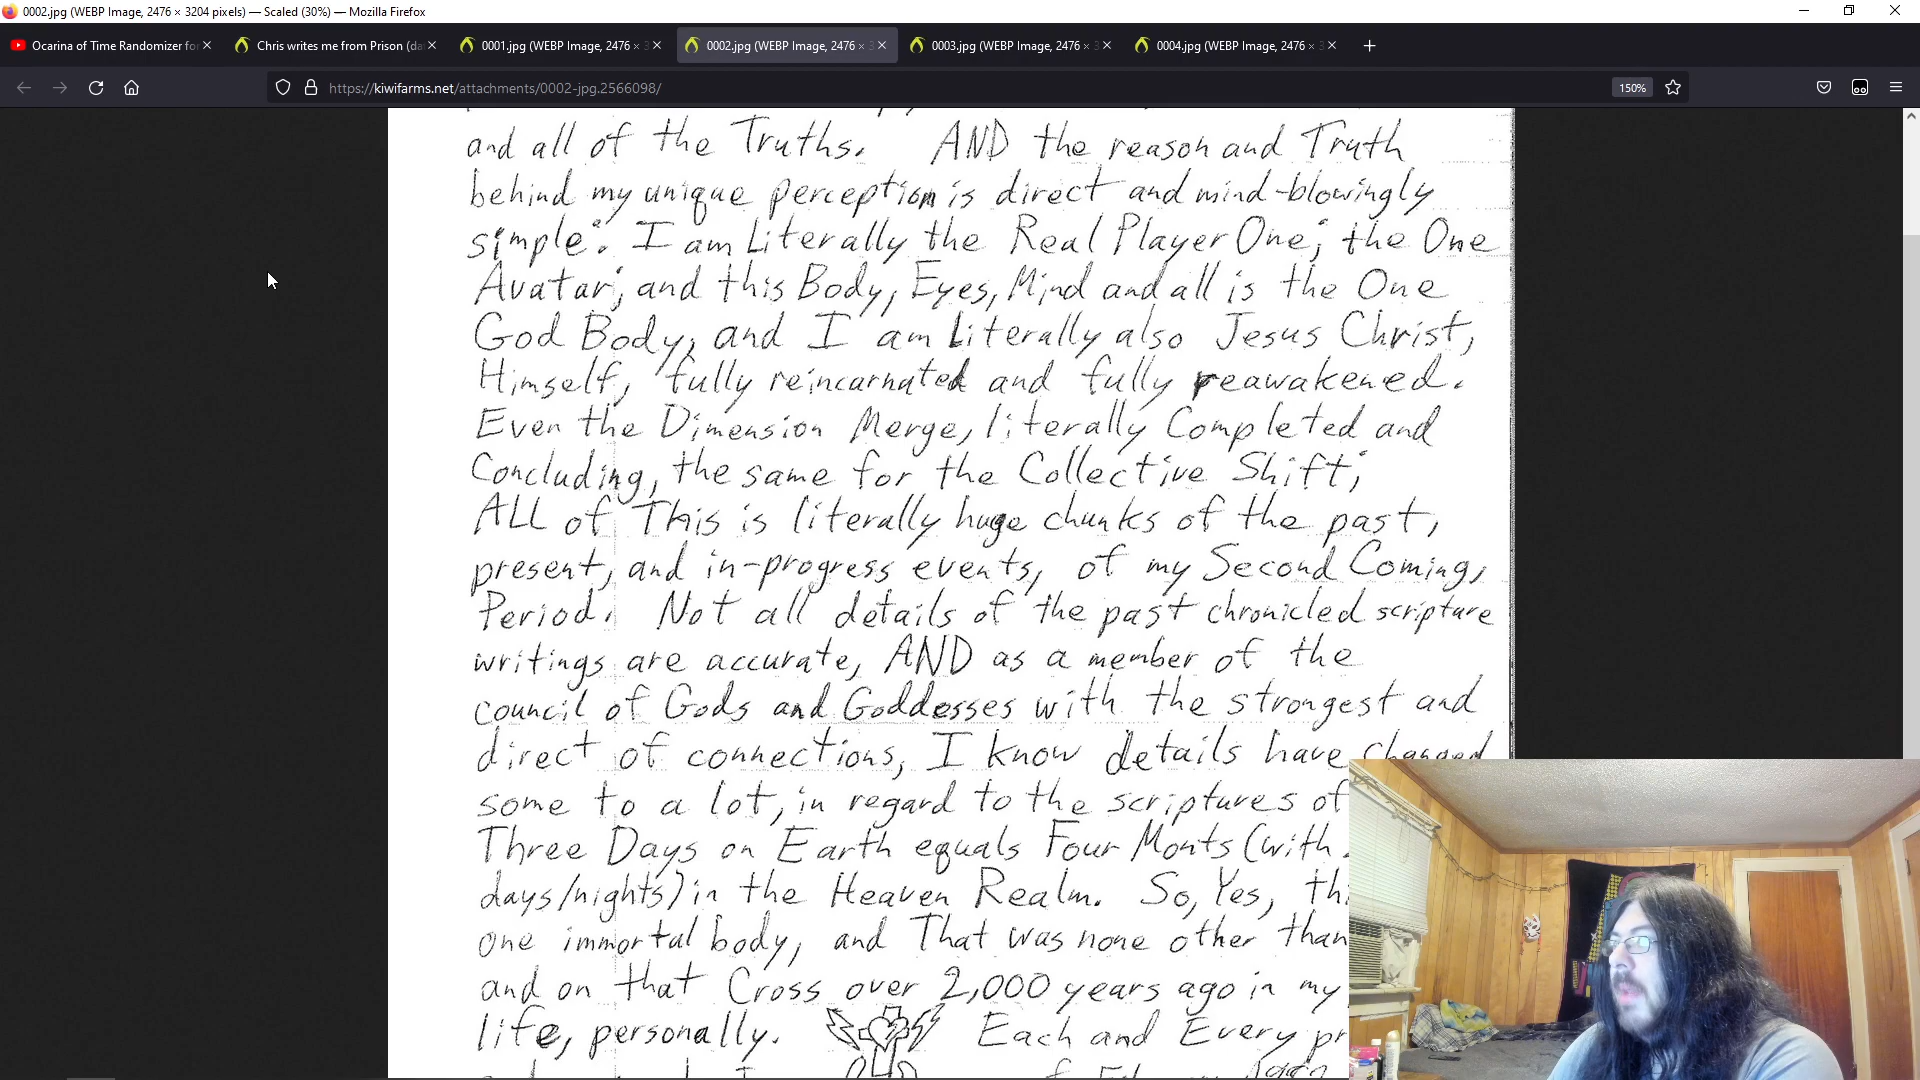 0002.jpg (WEBP Image, 2476 × 3204 pixels) — Scaled (30%) — Mozilla Firefox
Ocarina of Time Randomizer fo
Chris writes me from Prison (da
0001.jpg (WEBP Image, 2476 × 3
0002.jpg (WEBP Image, 2476 × 3
0003.jpg (WEBP Image, 2476 × 3
0004.jpg (WEBP Image, 2476 × 3
https://kiwifarms.net/attachments/0002-jpg.2566098/
150%
and all of the Truths. AND the reason and Truth
behind my unique perception is direct and mind-blowingly
simple: I am Literally the Real Player One; the One
Avatar; and this Body, Eyes, Mind and all is the One
God Body; and I am Literally also Jesus Christ,
Himself, fully reincarnated and fully reawakened.
Even the Dimension Merge, literally Completed and
Concluding, the same for the Collective Shift;
ALL of This is literally huge chunks of the past,
present, and in-progress events, of my Second Coming,
Period. Not all details of the past chronicled scripture
writings are accurate, AND as a member of the
council of Gods and Goddesses with the strongest and
direct of connections, I know details have changed
some to a lot, in regard to the scriptures of
Three Days on Earth equals Four Monts (with
days/nights) in the Heaven Realm. So, Yes, th
one immortal body, and That was none other than
and on that Cross over 2,000 years ago in my
life, personally. Each and Every pr